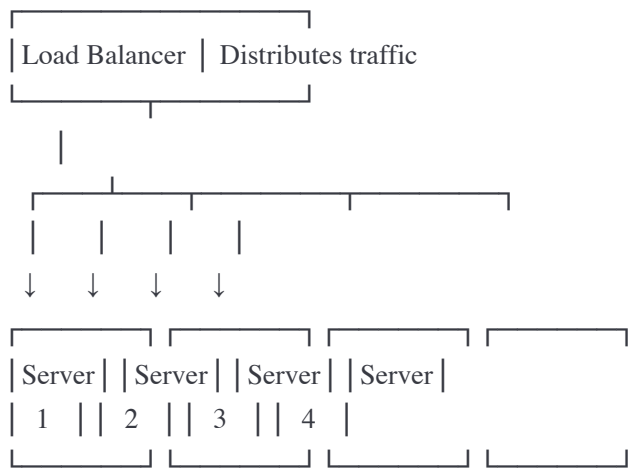 ┌─────────────────┐
│ Load Balancer │ Distributes traffic
└────────┬────────┘
│
┌────┴────┬─────────┬─────────┐
│ │ │ │
↓ ↓ ↓ ↓
┌────────┐ ┌────────┐ ┌────────┐ ┌────────┐
│ Server │ │ Server │ │ Server │ │ Server │
│ 1 │ │ 2 │ │ 3 │ │ 4 │
└────────┘ └────────┘ └────────┘ └────────┘